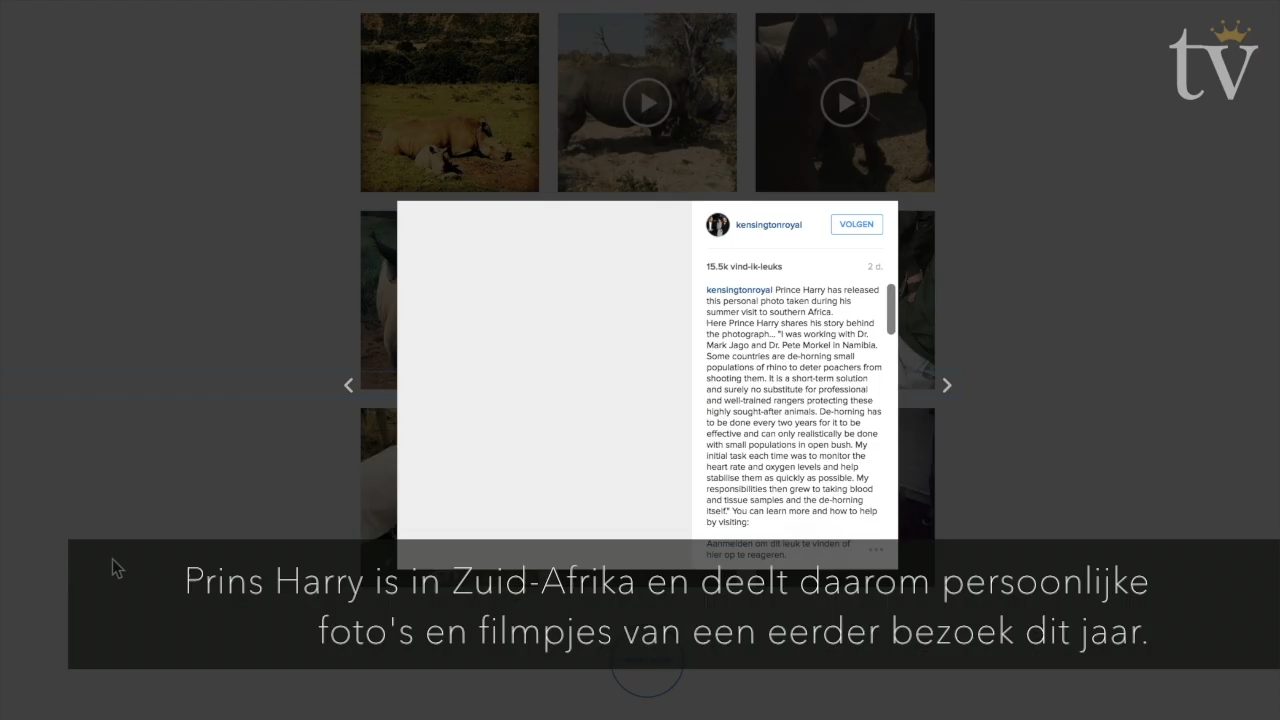 tv
kensingtonroyal
VOLGEN
15.5k vind-ik-leuks
2 d.
kensingtonroyal Prince Harry has released
this personal photo taken during his
summer visit to southern Africa.
Here Prince Harry shares his story behind
the photograph... "I was working with Dr.
Mark Jago and Dr. Pete Morkel in Namibia.
Some countries are de-horning small
populations of rhino to deter poachers from
shooting them. It is a short-term solution
and surely no substitute for professional
and well-trained rangers protecting these
highly sought-after animals. De-horning has
to be done every two years for it to be
effective and can only realistically be done
with small populations in open bush. My
initial task each time was to monitor the
heart rate and oxygen levels and help
stabilise them as quickly as possible. My
responsibilities then grew to taking blood
and tissue samples and the de-horning
itself." You can learn more and how to help
by visiting:
Aanmelden om dit leuk te vinden of
hier op te reageren.
Prins Harry is in Zuid-Afrika en deelt daarom persoonlijke
foto's en filmpjes van een eerder bezoek dit jaar.